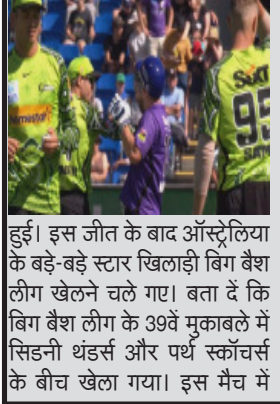 हुई। इस जीत के बाद ऑस्ट्रेलिया
के बड़े-बड़े स्टार खिलाड़ी बिग बैश
लीग खेलने चले गए। बता दें कि
बिग बैश लीग के 39वें मुकाबले में
सिडनी थंडर्स और पर्थ स्कॉचर्स
के बीच खेला गया। इस मैच में